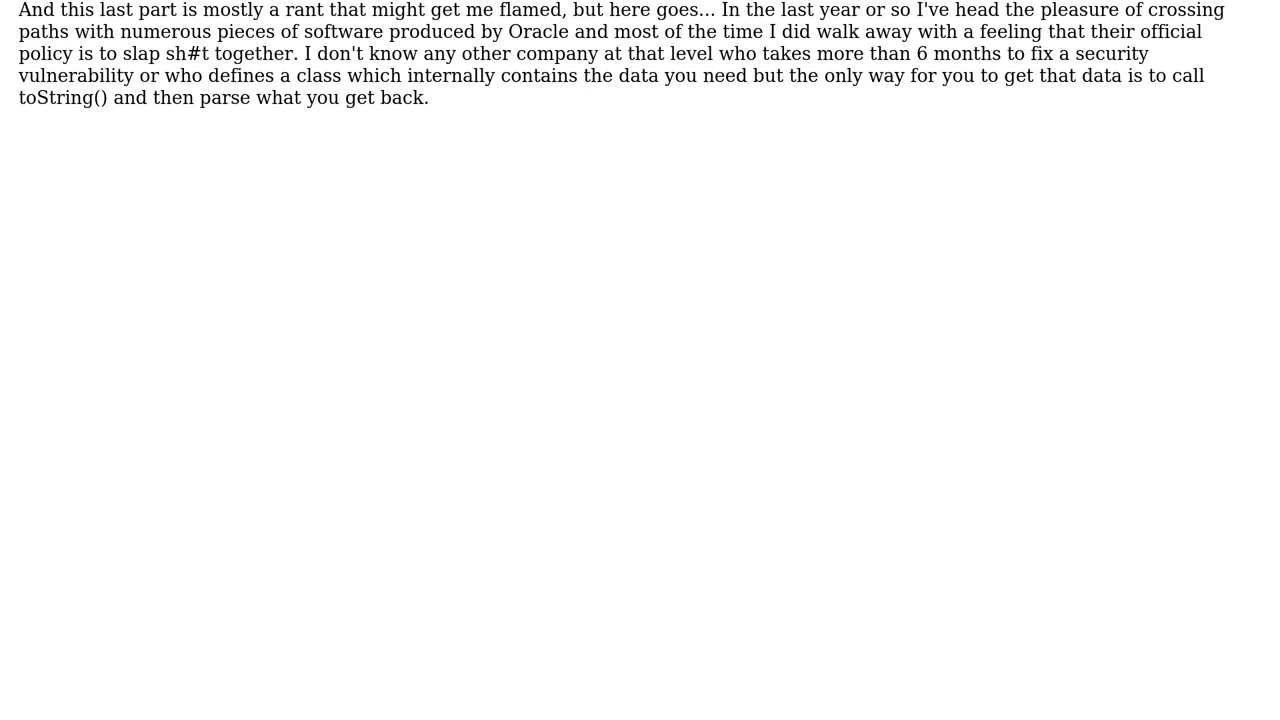 And this last part is mostly a rant that might get me flamed, but here goes... In the last year or so I've head the pleasure of crossing
paths with numerous pieces of software produced by Oracle and most of the time I did walk away with a feeling that their official
policy is to slap sh#t together. I don't know any other company at that level who takes more than 6 months to fix a security
vulnerability or who defines a class which internally contains the data you need but the only way for you to get that data is to call
toString() and then parse what you get back.